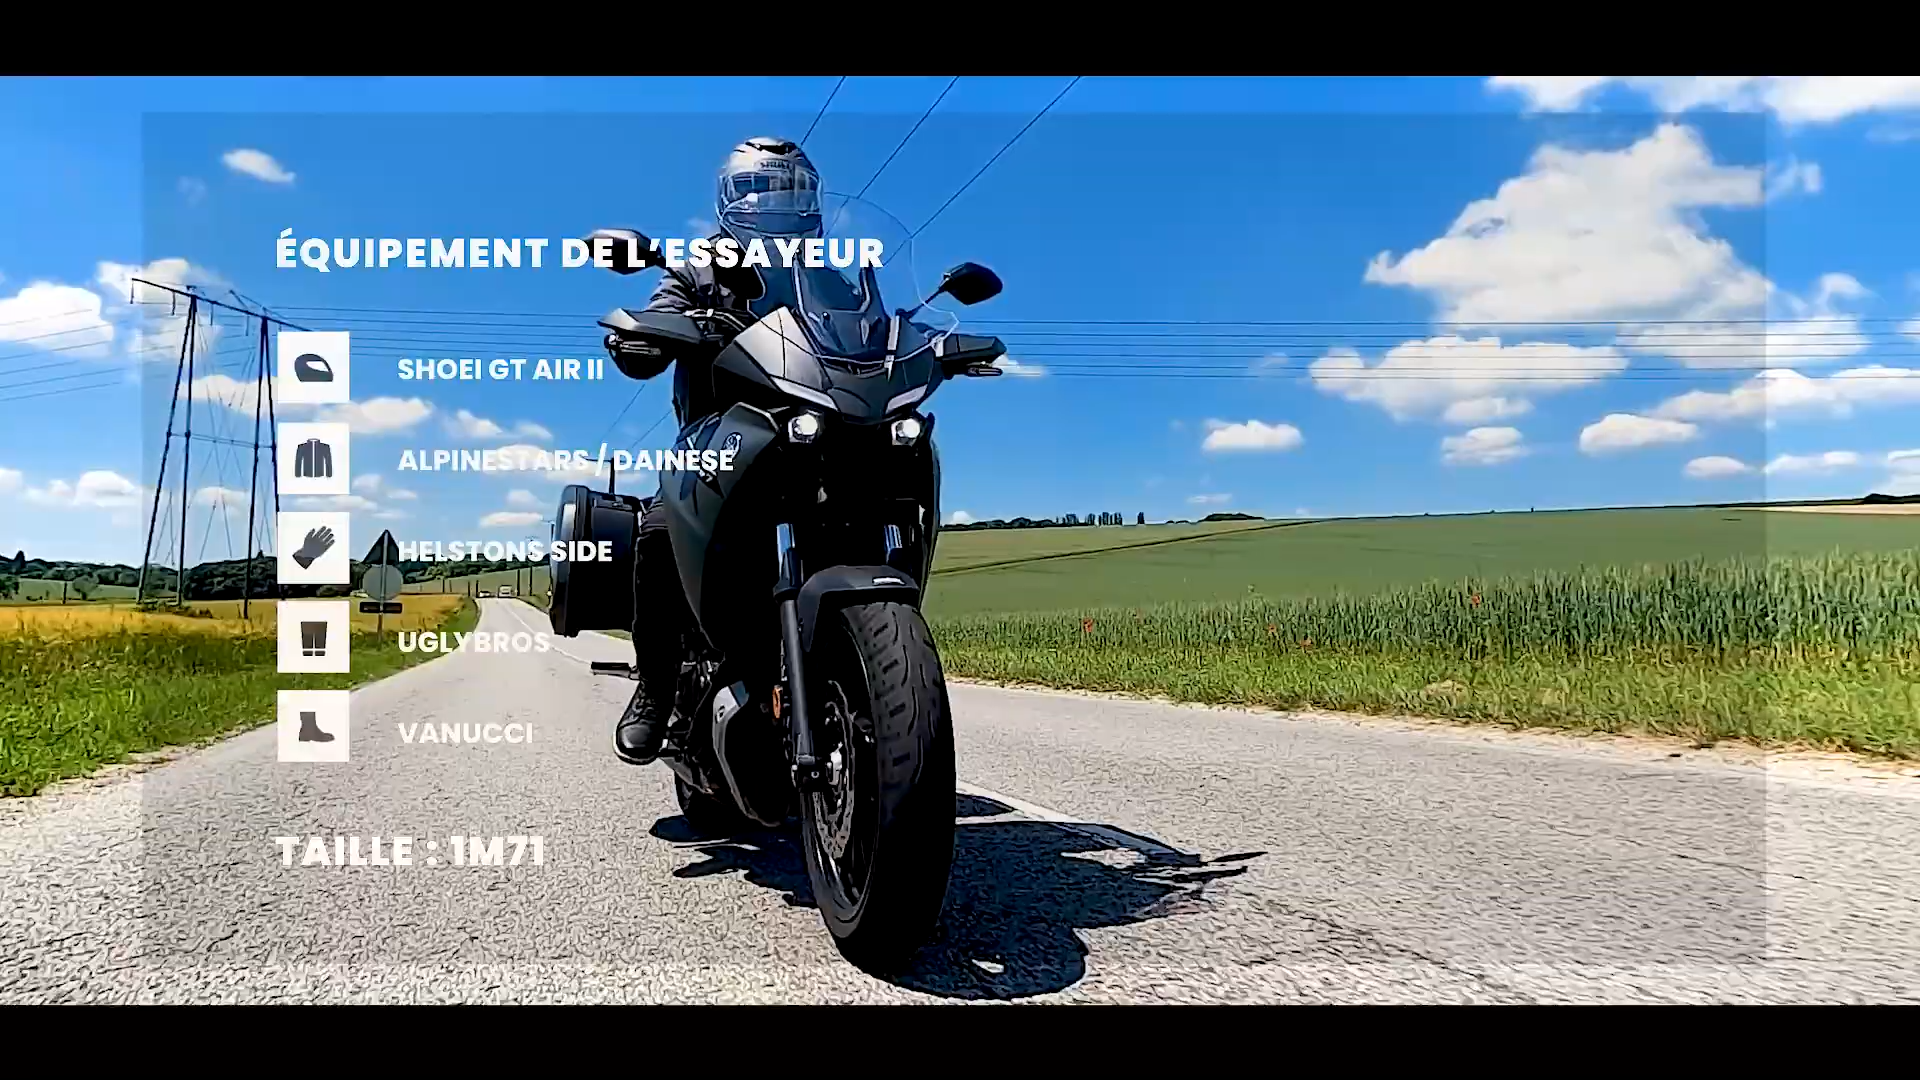 ÉQUIPEMENT DE L'ESSAYEUR
SHOEI GT AIR II
ALPINESTARS / DAINESE
HELSTONS SIDE
UGLYBROS
VANUCCI
TAILLE : 1M71